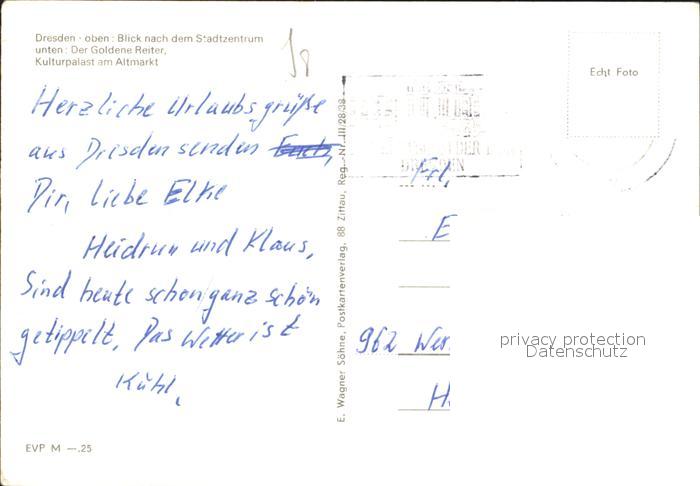 Dresden · oben: Blick nach dem Stadtzentrum
unten: Der Goldene Reiter,
Kulturpalast am Altmarkt
Herzliche Urlaubsgrüße
aus Dresden senden
Dir, liebe Elke
Heidrun und Klaus.
Sind heute schon ganz schön
getippelt. Das Wetter ist
Kühl.
EVP M —.25
E. Wagner Söhne, Postkartenverlag, 88 Zittau, Reg.-Nr. III/28/38
Echt Foto
Frl.
E
962 Wer
H
privacy protection
Datenschutz